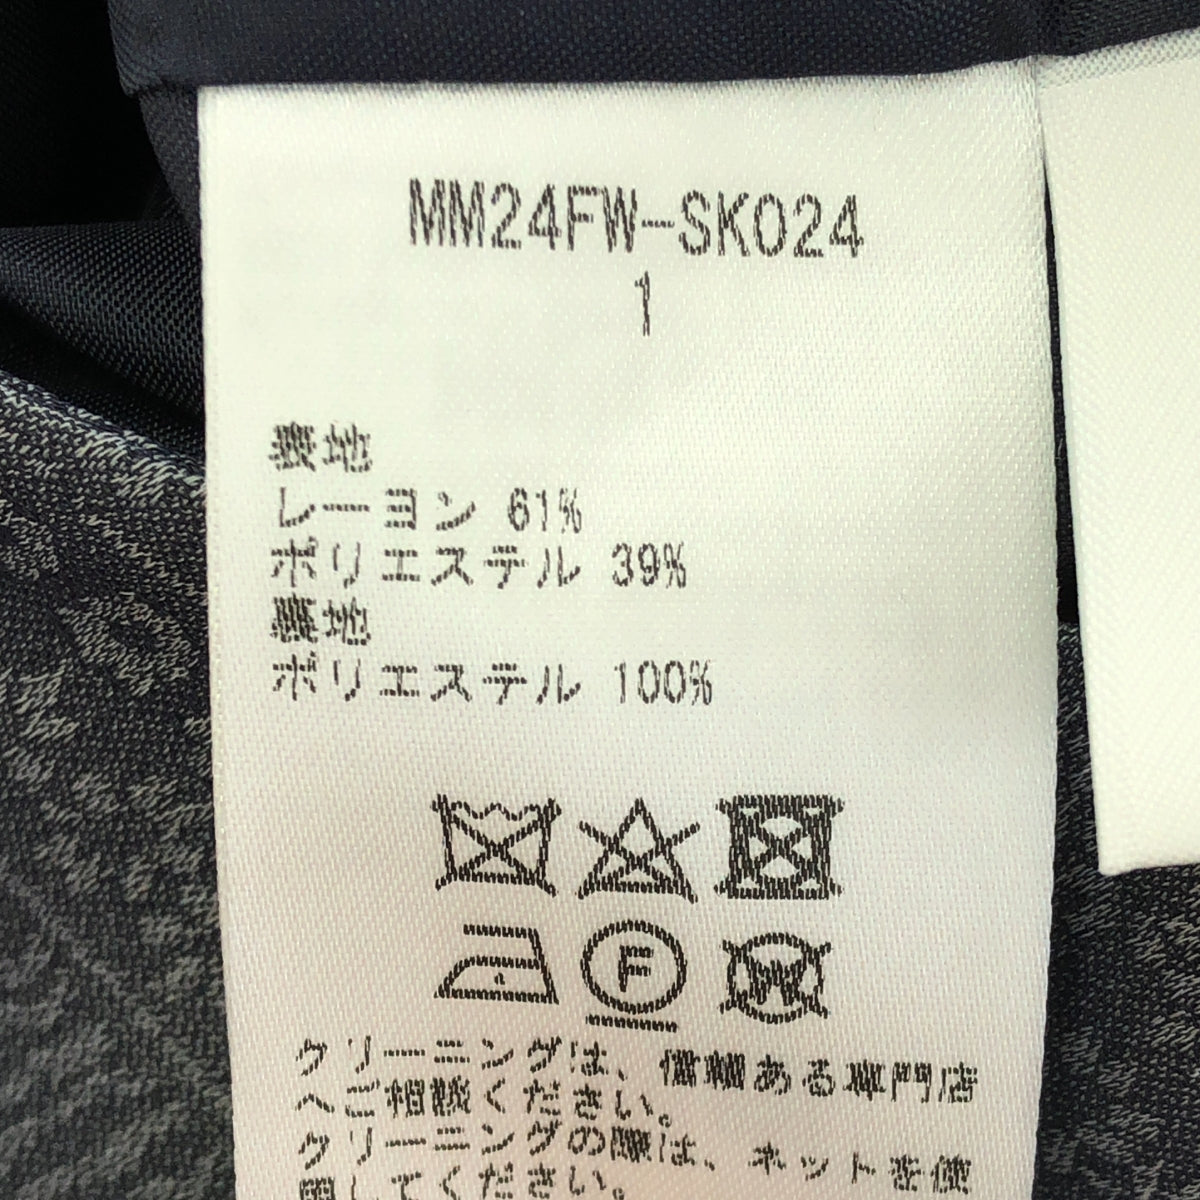 MM24FW-SK024
1
表地
レーヨン 61%
ポリエステル 39%
裏地
ポリエステル 100%
F
W
クリーニングは、信頼ある専門店
へご相談ください。
クリーニングの際は、ネットを使
用してください。